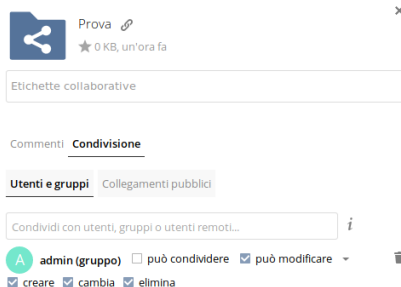 Prova
0 KB, un'ora fa
Etichette collaborative
Commenti Condivisione
Utenti e gruppi Collegamenti pubblici
Condividi con utenti, gruppi o utenti remoti... i
A admin (gruppo) può condividere può modificare
creare cambia elimina